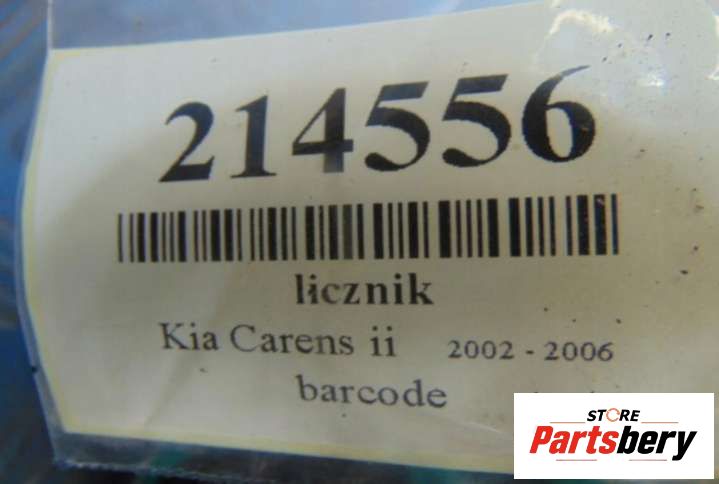 214556
licznik
Kia Carens ii 2002 - 2006
barcode
STORE
Partsbery